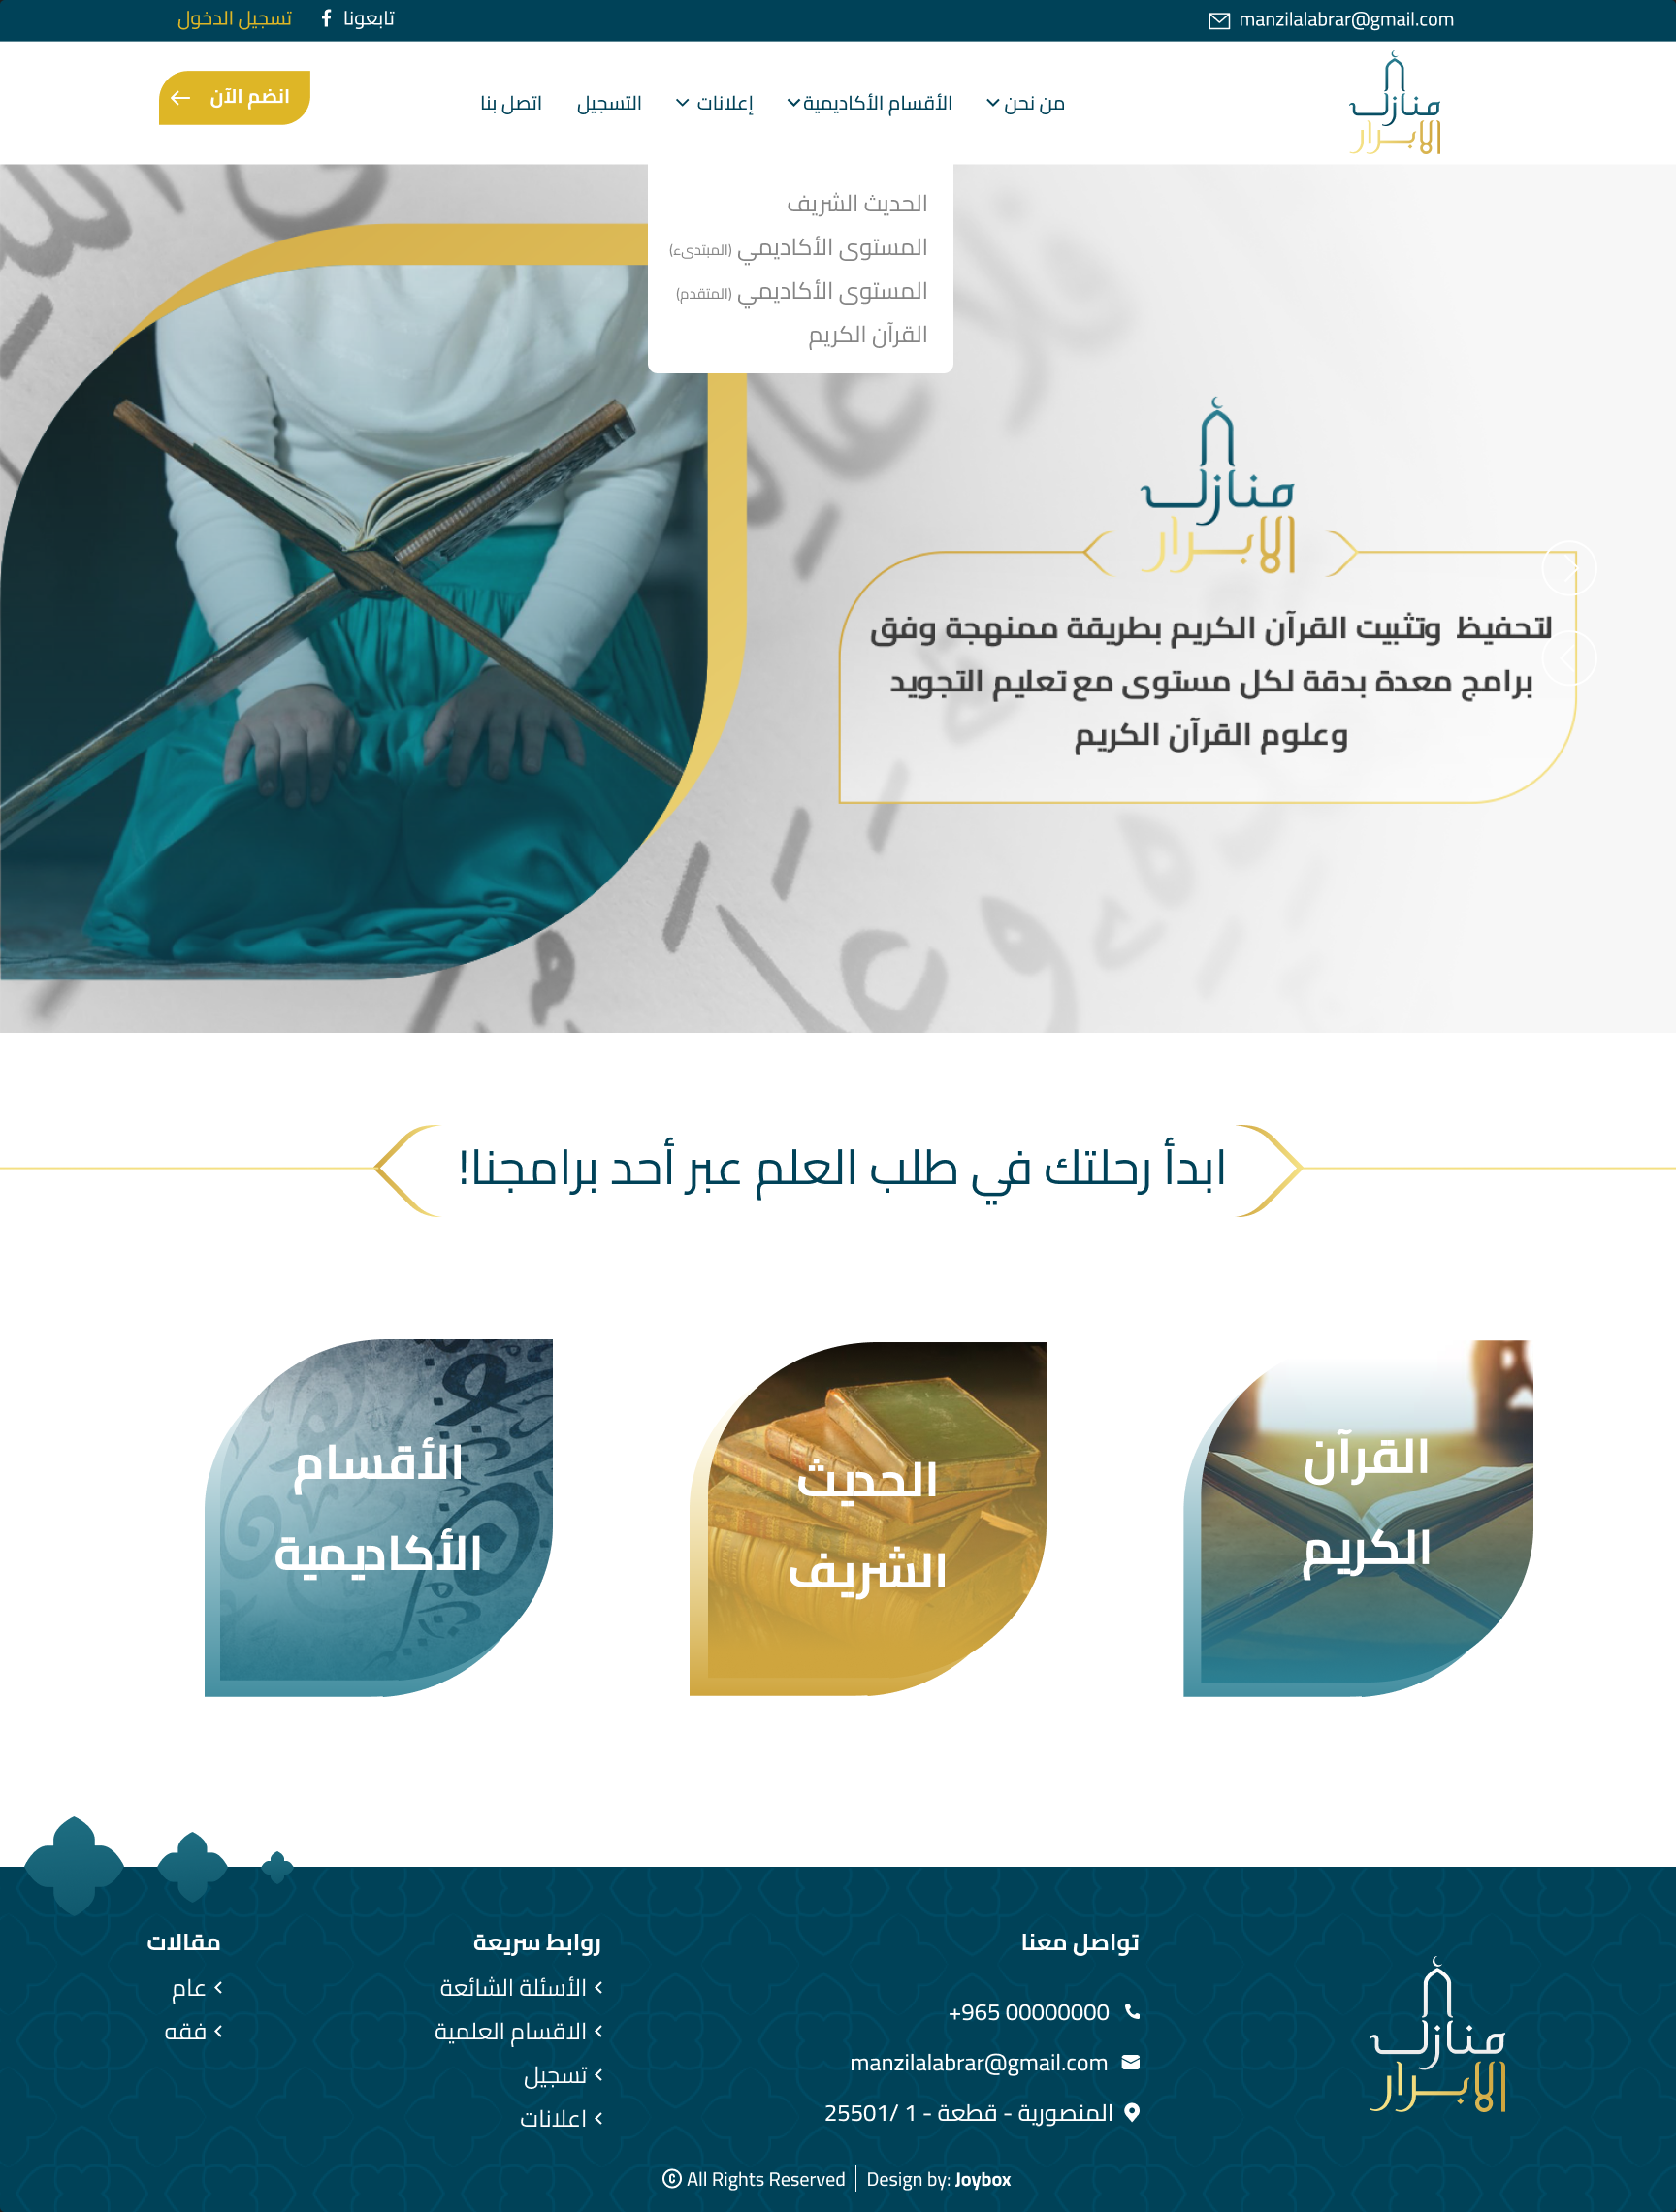 manzilalabrar@gmail.com
تابعونا
تسجيل الدخول
منازل
الابرار
من نحن
الأقسام الأكاديمية
إعلانات
التسجيل
اتصل بنا
انضم الآن
الحديث الشريف
المستوى الأكاديمي (المبتدىء)
المستوى الأكاديمي (المتقدم)
القرآن الكريم
منازل
الابرار
لتحفيظ وتثبيت القرآن الكريم بطريقة ممنهجة وفق
برامج معدة بدقة لكل مستوى مع تعليم التجويد
وعلوم القرآن الكريم
ابدأ رحلتك في طلب العلم عبر أحد برامجنا!
القرآن
الكريم
الحديث
الشريف
الأقسام
الأكاديمية
منازل
الابرار
تواصل معنا
+965 00000000
manzilalabrar@gmail.com
المنصورية - قطعة - 1 /25501
روابط سريعة
الأسئلة الشائعة
الاقسام العلمية
تسجيل
اعلانات
مقالات
عام
فقه
© All Rights Reserved | Design by: Joybox